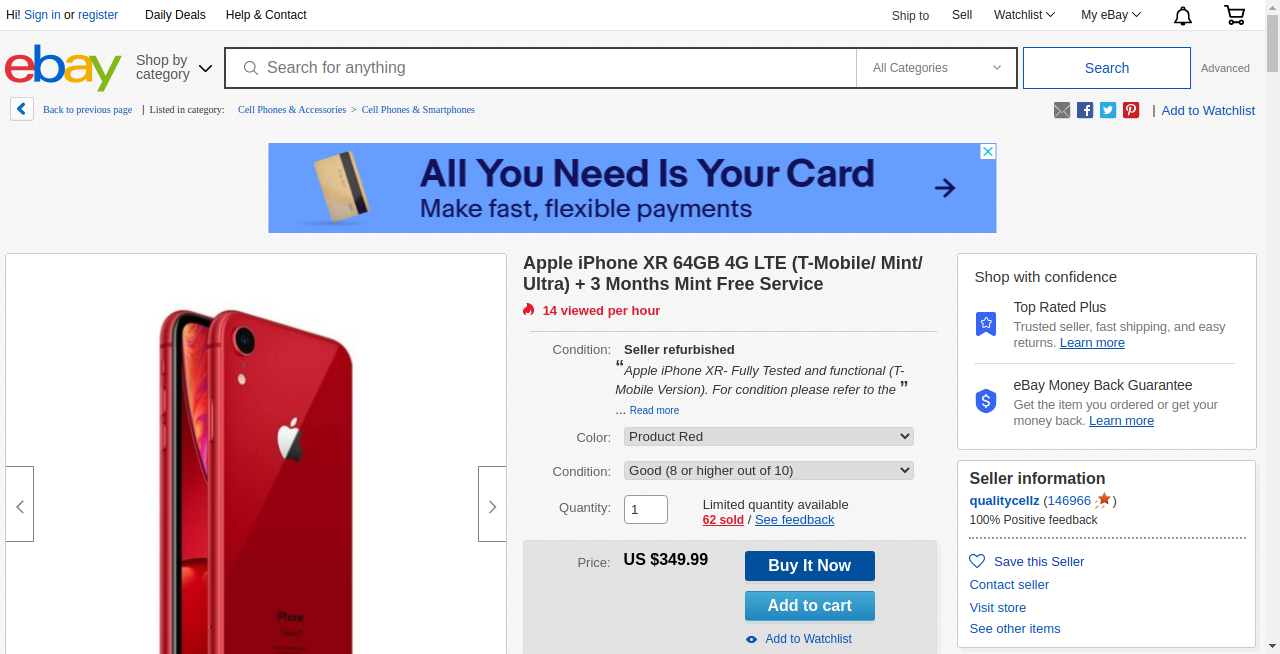 Hi! Sign in or register Daily Deals Help & Contact Ship to Sell Watchlist My eBay
ebay Shop by category Search for anything All Categories Search Advanced
Back to previous page | Listed in category: Cell Phones & Accessories > Cell Phones & Smartphones | Add to Watchlist
All You Need Is Your Card
Make fast, flexible payments
Apple iPhone XR 64GB 4G LTE (T-Mobile/ Mint/
Ultra) + 3 Months Mint Free Service
14 viewed per hour
Condition: Seller refurbished
“Apple iPhone XR- Fully Tested and functional (T-
Mobile Version). For condition please refer to the ”
... Read more
Color: Product Red
Condition: Good (8 or higher out of 10)
Quantity: 1 Limited quantity available
62 sold / See feedback
Price: US $349.99 Buy It Now
Add to cart
Add to Watchlist
iPhone
Shop with confidence
Top Rated Plus
Trusted seller, fast shipping, and easy
returns. Learn more
eBay Money Back Guarantee
Get the item you ordered or get your
money back. Learn more
Seller information
qualitycellz (146966 )
100% Positive feedback
Save this Seller
Contact seller
Visit store
See other items